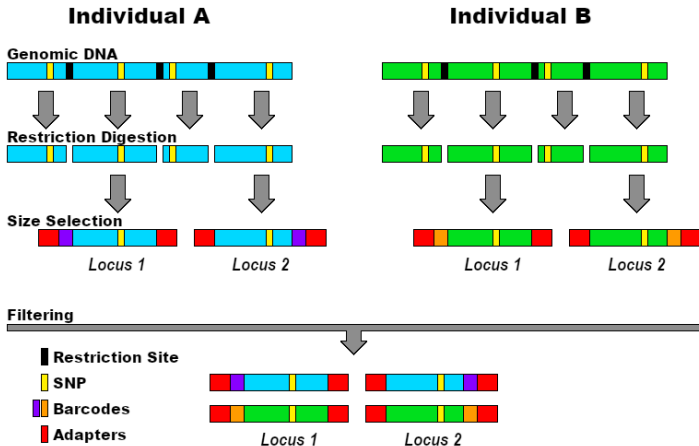 Individual A
Individual B
Genomic DNA
Restriction Digestion
Size Selection
Locus 1
Locus 2
Locus 1
Locus 2
Filtering
Restriction Site
SNP
Barcodes
Adapters
Locus 1
Locus 2